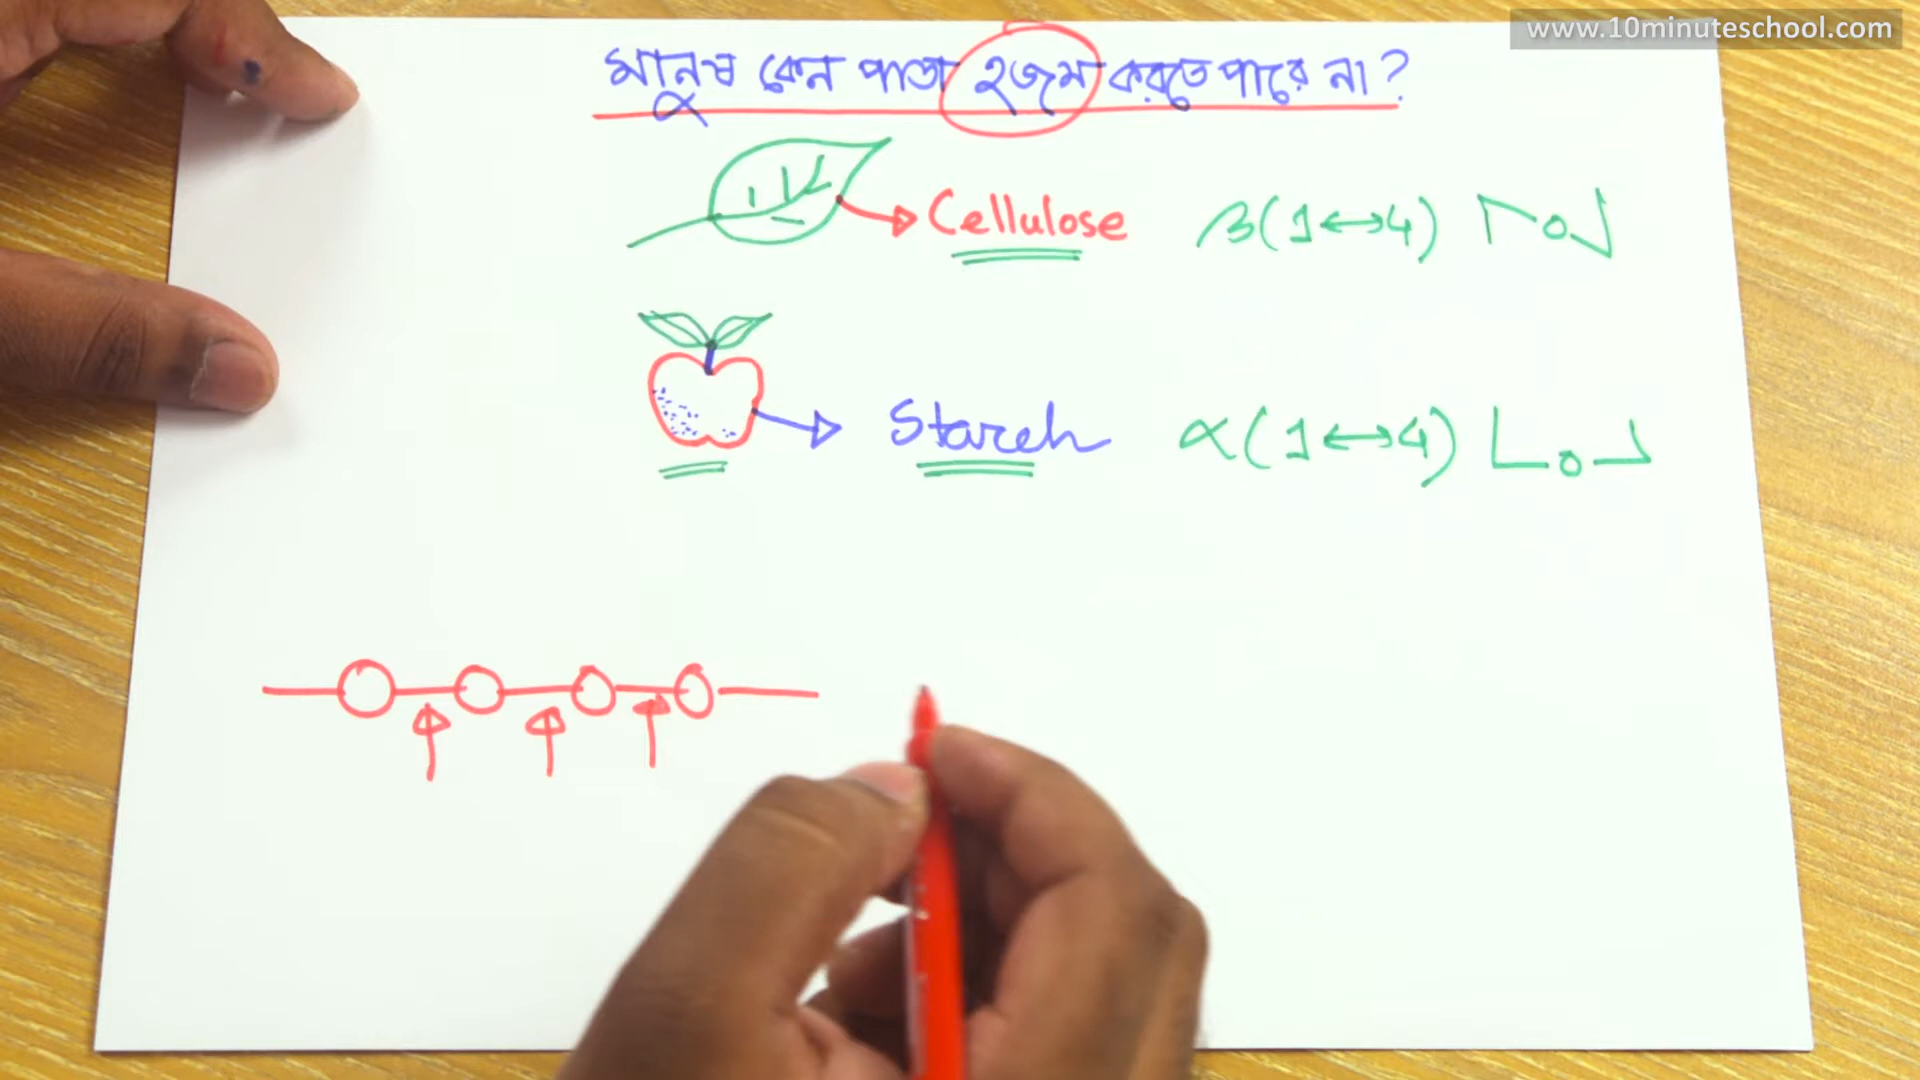 www.10minuteschool.com
মানুষ কেন পাতা হজম করতে পারে না?
Cellulose β(1↔4)
Starch α(1↔4)